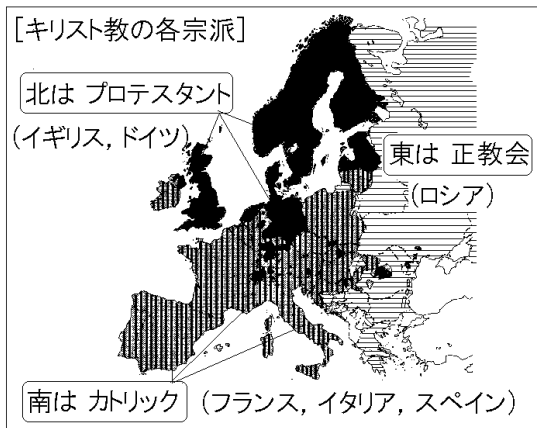 [キリスト教の各宗派]
北は プロテスタント
(イギリス, ドイツ)
東は 正教会
(ロシア)
南は カトリック (フランス, イタリア, スペイン)